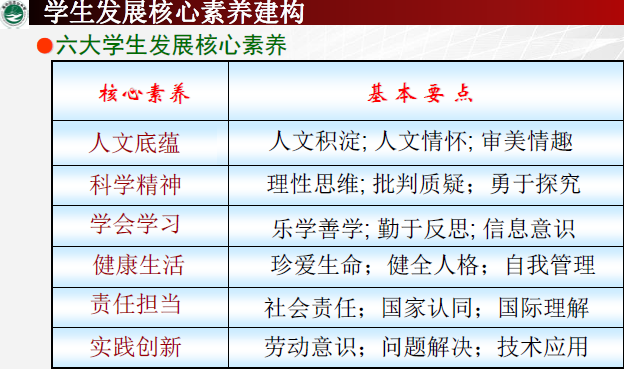 学生发展核心素养建构
六大学生发展核心素养
核心素养 基本要点
人文底蕴 人文积淀; 人文情怀; 审美情趣
科学精神 理性思维; 批判质疑；勇于探究
学会学习 乐学善学; 勤于反思; 信息意识
健康生活 珍爱生命；健全人格；自我管理
责任担当 社会责任；国家认同；国际理解
实践创新 劳动意识；问题解决；技术应用